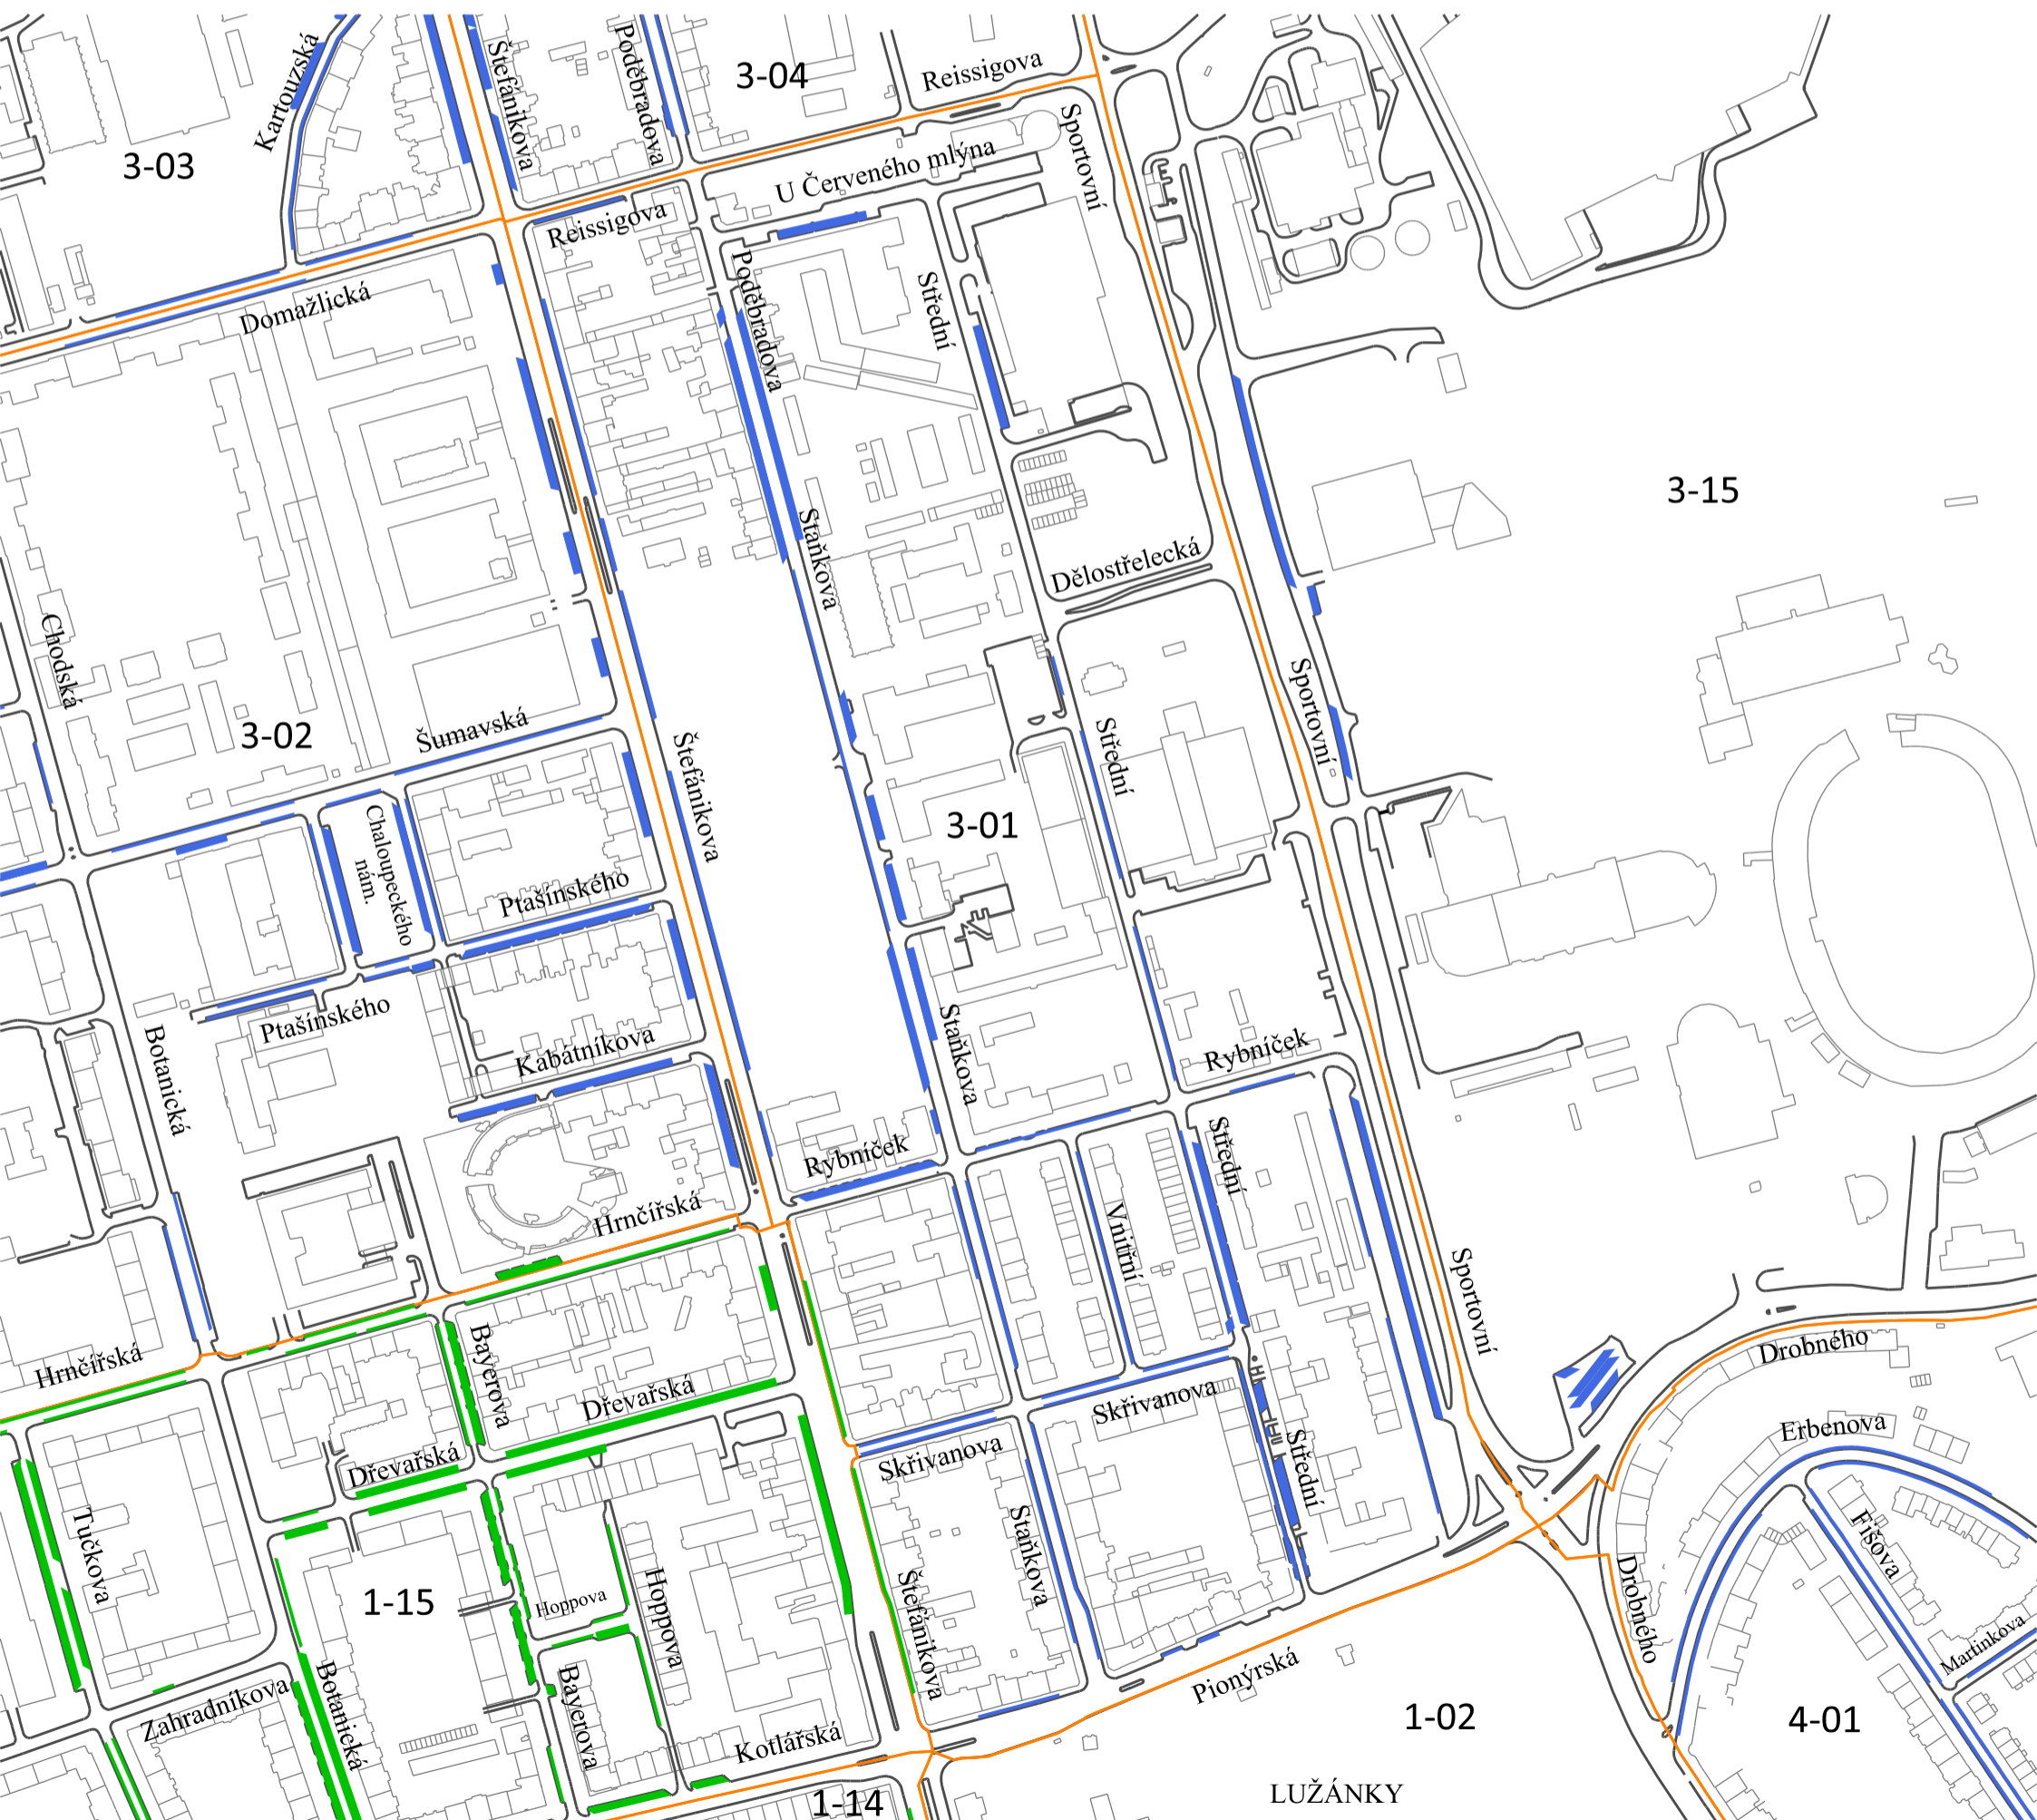 Kartouzská
Štefánikova
Poděbradova
3-04
Reissigova
Sportovní
3-03
U Červeného mlýna
Reissigova
Domažlická
Poděbradova
Střední
3-15
Staňkova
Dělostřelecká
Chodská
3-02
Šumavská
Štefánikova
Střední
Sportovní
Chaloupeckého
nám.
3-01
Ptašínského
Ptašínského
Botanická
Kabátníkova
Staňkova
Rybníček
Rybníček
Střední
Hrnčířská
Vnitřní
Sportovní
Hrnčířská
Bayerova
Drobného
Dřevařská
Skřivanova
Erbenova
Dřevařská
Skřivanova
Střední
Tučkova
Staňkova
Fišova
1-15
Hoppova
Hoppova
Štefánikova
Drobného
Martinkova
Zahradníkova
Botanická
Bayerova
Pionýrská
1-02
4-01
Kotlářská
1-14
LUŽÁNKY